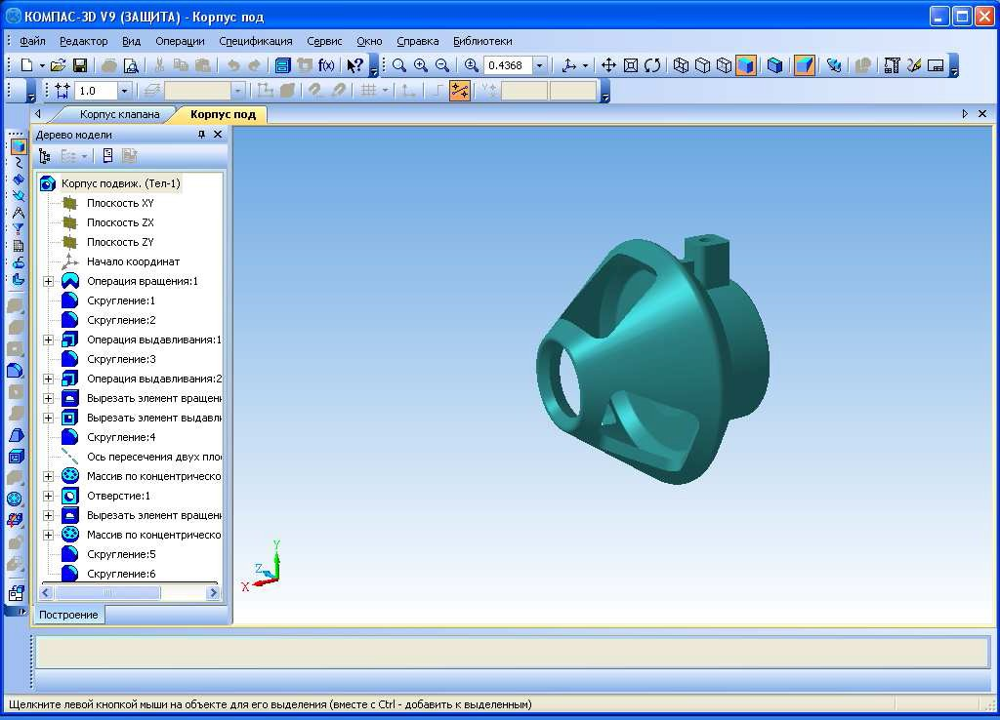 КОМПАС-3D V9 (ЗАЩИТА) - Корпус под
Файл Редактор Вид Операции Спецификация Сервис Окно Справка Библиотеки
f(x) 0.4368
1.0
Корпус клапана Корпус под
Дерево модели
Корпус подвиж. (Тел-1)
Плоскость XY
Плоскость ZX
Плоскость ZY
Начало координат
Операция вращения:1
Скругление:1
Скругление:2
Операция выдавливания:1
Скругление:3
Операция выдавливания:2
Вырезать элемент вращен
Вырезать элемент выдавл
Скругление:4
Ось пересечения двух пло
Массив по концентрическо
Отверстие:1
Вырезать элемент вращен
Массив по концентрическо
Скругление:5
Скругление:6
Y
Z
X
Построение
Щелкните левой кнопкой мыши на объекте для его выделения (вместе с Ctrl - добавить к выделенным)